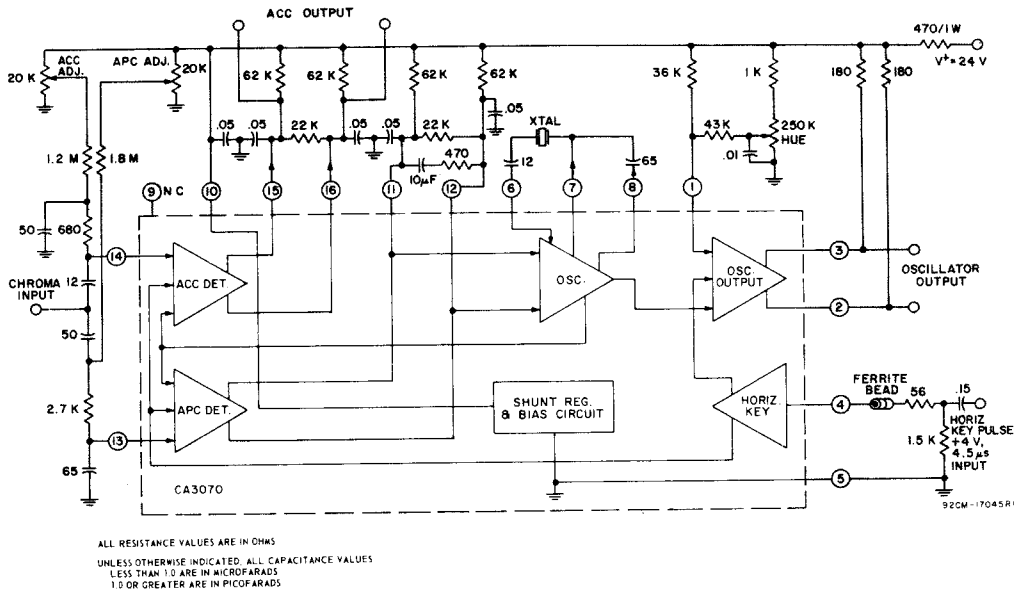 ACC OUTPUT
470/1W
V+= 24 V
ACC ADJ.
20 K
APC ADJ.
20K
62 K
62 K
62 K
62 K
36 K
1 K
180
180
.05
.05
22 K
.05
.05
22 K
.05
XTAL
43 K
250K
HUE
.01
1.2 M
1.8 M
10µF
470
12
65
9 NC
10
15
16
11
12
6
7
8
1
50
680
14
CHROMA INPUT
12
50
ACC DET.
OSC.
OSC. OUTPUT
3
OSCILLATOR OUTPUT
2
2.7 K
APC DET.
SHUNT REG. & BIAS CIRCUIT
HORIZ. KEY
4
FERRITE BEAD
56
.15
HORIZ KEY PULSE
+4 V,
4.5µs
INPUT
1.5 K
13
65
CA3070
5
92CM-17045R1
ALL RESISTANCE VALUES ARE IN OHMS
UNLESS OTHERWISE INDICATED, ALL CAPACITANCE VALUES
LESS THAN 1.0 ARE IN MICROFARADS
1.0 OR GREATER ARE IN PICOFARADS